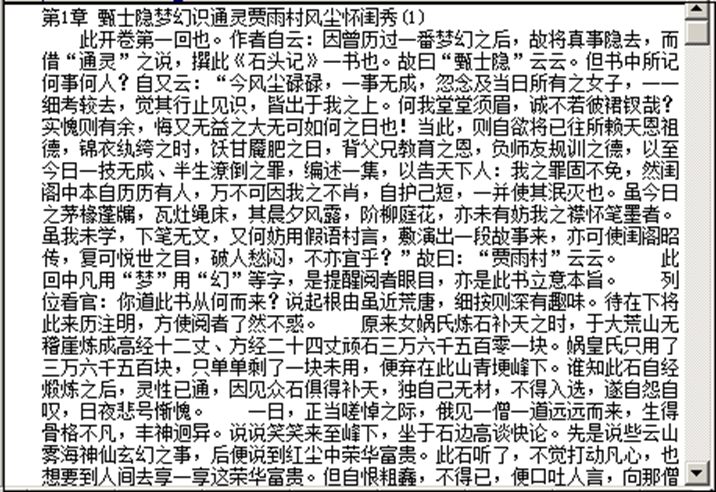 第1章 甄士隐梦幻识通灵贾雨村风尘怀闺秀(1)
此开卷第一回也。作者自云：因曾历过一番梦幻之后，故将真事隐去，而
借“通灵”之说，撰此《石头记》一书也。故曰“甄士隐”云云。但书中所记
何事何人？自又云：“今风尘碌碌，一事无成，忽念及当日所有之女子，一一
细考较去，觉其行止见识，皆出于我之上。何我堂堂须眉，诚不若彼裙钗哉？
实愧则有余，悔又无益之大无可如何之日也！当此，则自欲将已往所赖天恩祖
德，锦衣纨绔之时，饫甘餍肥之日，背父兄教育之恩，负师友规训之德，以至
今日一技无成、半生潦倒之罪，编述一集，以告天下人：我之罪固不免，然闺
阁中本自历历有人，万不可因我之不肖，自护己短，一并使其泯灭也。虽今日
之茅椽蓬牖，瓦灶绳床，其晨夕风露，阶柳庭花，亦未有妨我之襟怀笔墨者。
虽我未学，下笔无文，又何妨用假语村言，敷演出一段故事来，亦可使闺阁昭
传，复可悦世之目，破人愁闷，不亦宜乎？”故曰：“贾雨村”云云。 此
回中凡用“梦”用“幻”等字，是提醒阅者眼目，亦是此书立意本旨。 列
位看官：你道此书从何而来？说起根由虽近荒唐，细按则深有趣味。待在下将
此来历注明，方使阅者了然不惑。 原来女娲氏炼石补天之时，于大荒山无
稽崖炼成高经十二丈、方经二十四丈顽石三万六千五百零一块。娲皇氏只用了
三万六千五百块，只单单剩了一块未用，便弃在此山青埂峰下。谁知此石自经
煅炼之后，灵性已通，因见众石俱得补天，独自己无材，不得入选，遂自怨自
叹，日夜悲号惭愧。 一日，正当嗟悼之际，俄见一僧一道远远而来，生得
骨格不凡，丰神迥异。说说笑笑来至峰下，坐于石边高谈快论。先是说些云山
雾海神仙玄幻之事，后便说到红尘中荣华富贵。此石听了，不觉打动凡心，也
想要到人间去享一享这荣华富贵。但自恨粗蠢，不得已，便口吐人言，向那僧